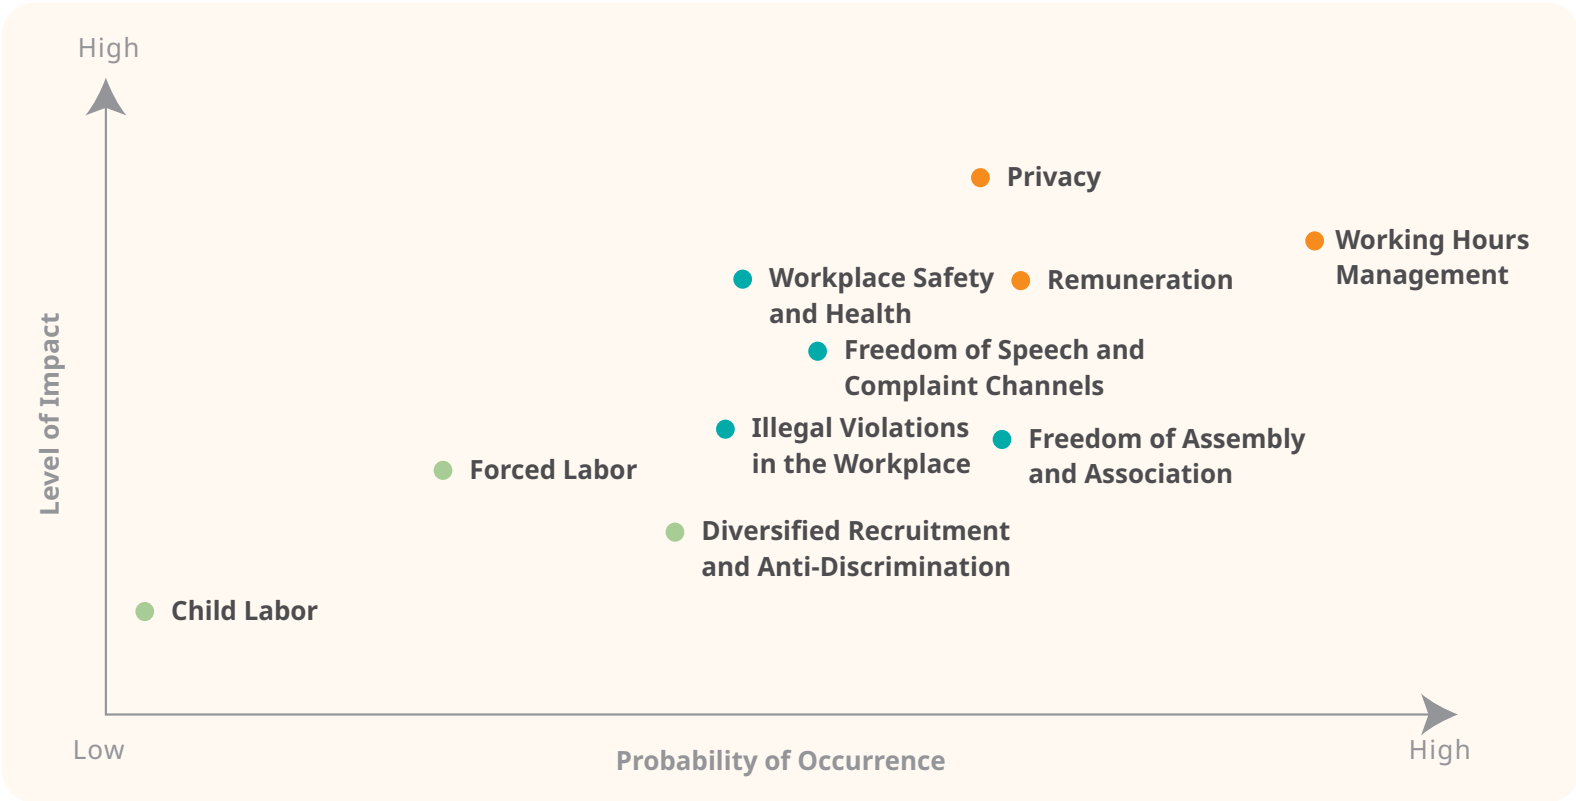 High
Privacy
Working Hours
Management
Workplace Safety
and Health
Remuneration
Freedom of Speech and
Complaint Channels
Illegal Violations
in the Workplace
Freedom of Assembly
and Association
Forced Labor
Diversified Recruitment
and Anti-Discrimination
Child Labor
Level of Impact
Low
Probability of Occurrence
High